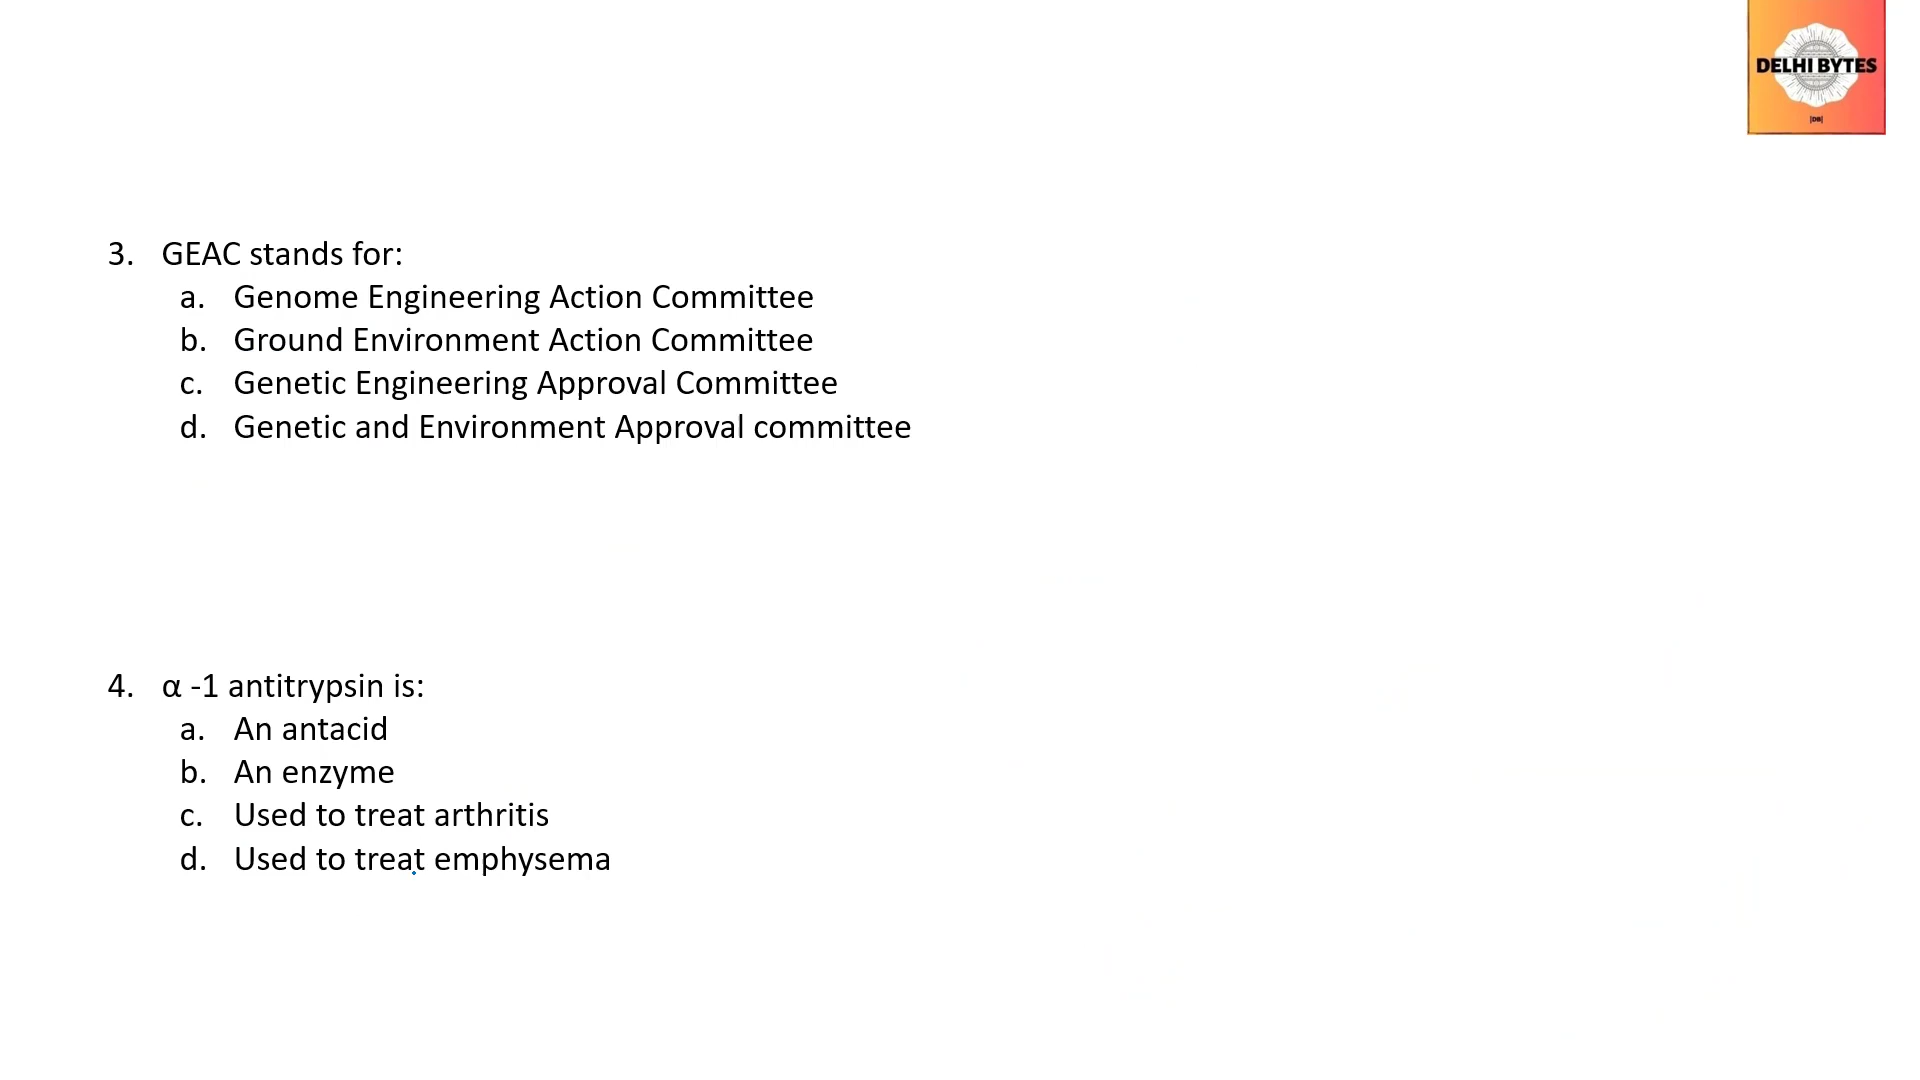 DELHI BYTES
|DB|
3. GEAC stands for:
a. Genome Engineering Action Committee
b. Ground Environment Action Committee
c. Genetic Engineering Approval Committee
d. Genetic and Environment Approval committee
4. α -1 antitrypsin is:
a. An antacid
b. An enzyme
c. Used to treat arthritis
d. Used to treat emphysema